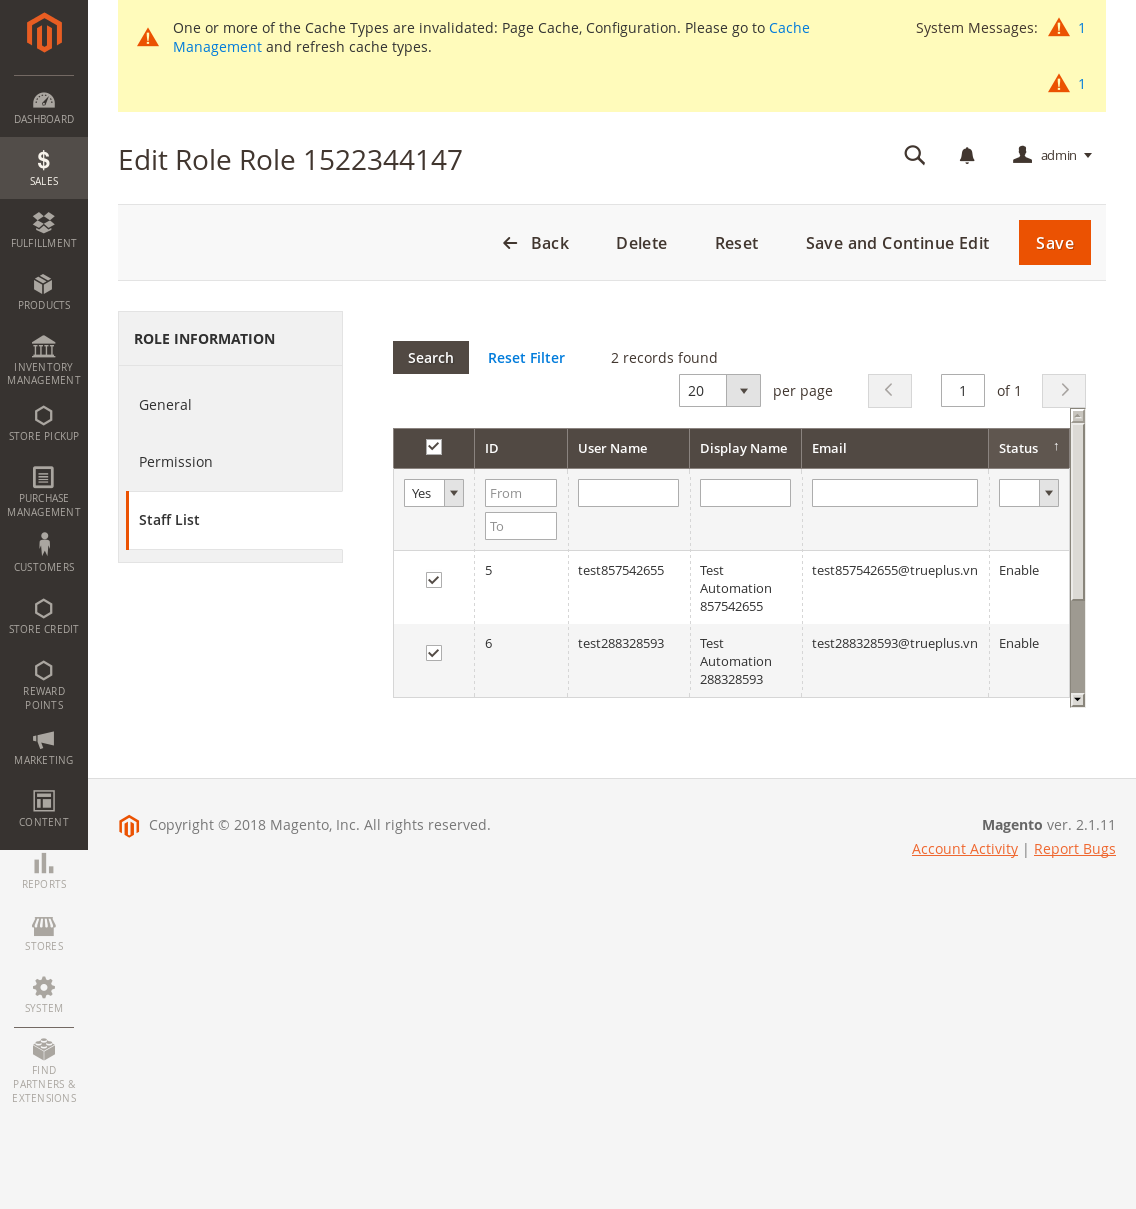 One or more of the Cache Types are invalidated: Page Cache, Configuration. Please go to Cache
Management and refresh cache types.
System Messages: 1
1
DASHBOARD
SALES
FULFILLMENT
PRODUCTS
INVENTORY
MANAGEMENT
STORE PICKUP
PURCHASE
MANAGEMENT
CUSTOMERS
STORE CREDIT
REWARD
POINTS
MARKETING
CONTENT
REPORTS
STORES
SYSTEM
FIND
PARTNERS &
EXTENSIONS
Edit Role Role 1522344147
admin
Back Delete Reset Save and Continue Edit Save
ROLE INFORMATION
General
Permission
Staff List
Search Reset Filter 2 records found
20 per page 1 of 1
ID User Name Display Name Email Status ↑
Yes From
To
5 test857542655 Test Automation 857542655 test857542655@trueplus.vn Enable
6 test288328593 Test Automation 288328593 test288328593@trueplus.vn Enable
Copyright © 2018 Magento, Inc. All rights reserved.
Magento ver. 2.1.11
Account Activity | Report Bugs